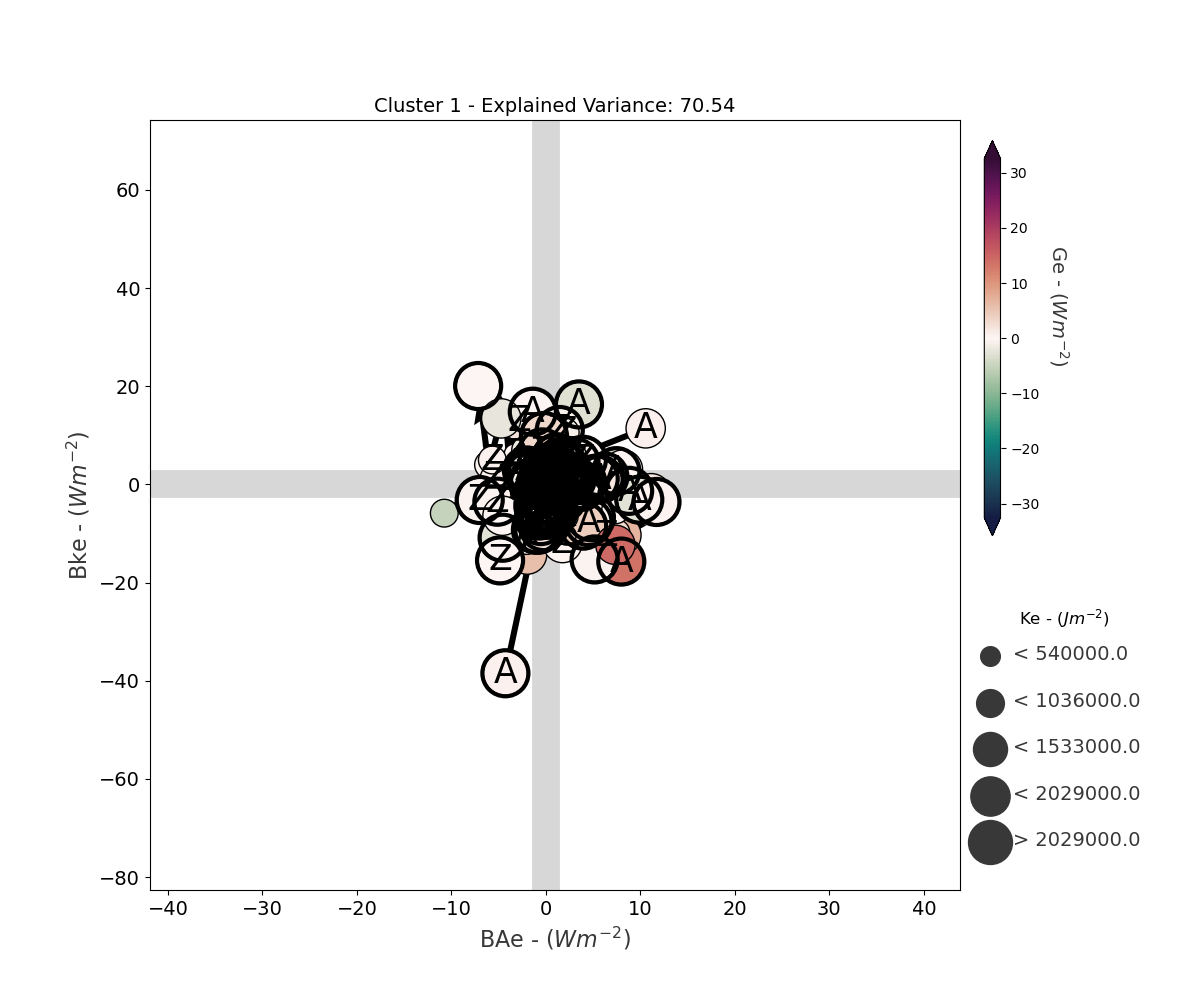 Cluster 1 - Explained Variance: 70.54
60
40
20
0
−20
−40
−60
−80
Bke - (Wm⁻²)
−40
−30
−20
−10
0
10
20
30
40
BAe - (Wm⁻²)
30
20
10
0
−10
−20
−30
Ge - (Wm⁻²)
Ke - (Jm⁻²)
< 540000.0
< 1036000.0
< 1533000.0
< 2029000.0
> 2029000.0
A
A
A
Z
Z
Z
A
A
Z
A
A